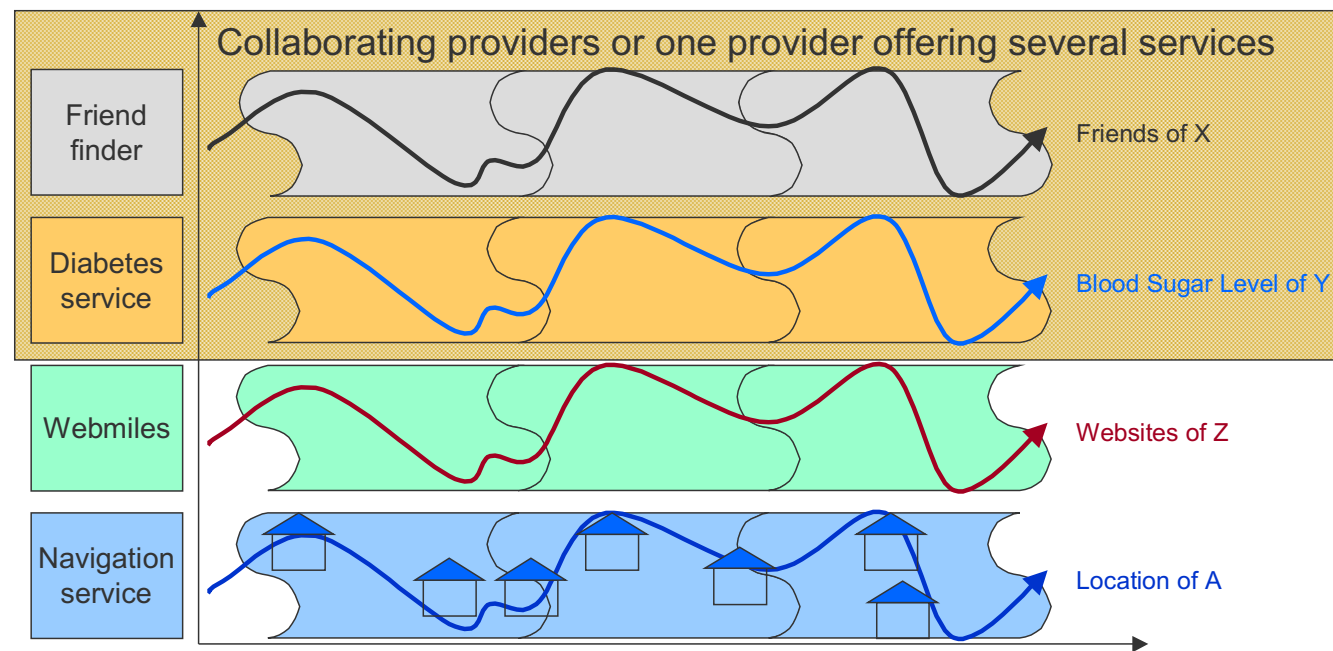 Collaborating providers or one provider offering several services
Friend
finder
Friends of X
Diabetes
service
Blood Sugar Level of Y
Webmiles
Websites of Z
Navigation
service
Location of A